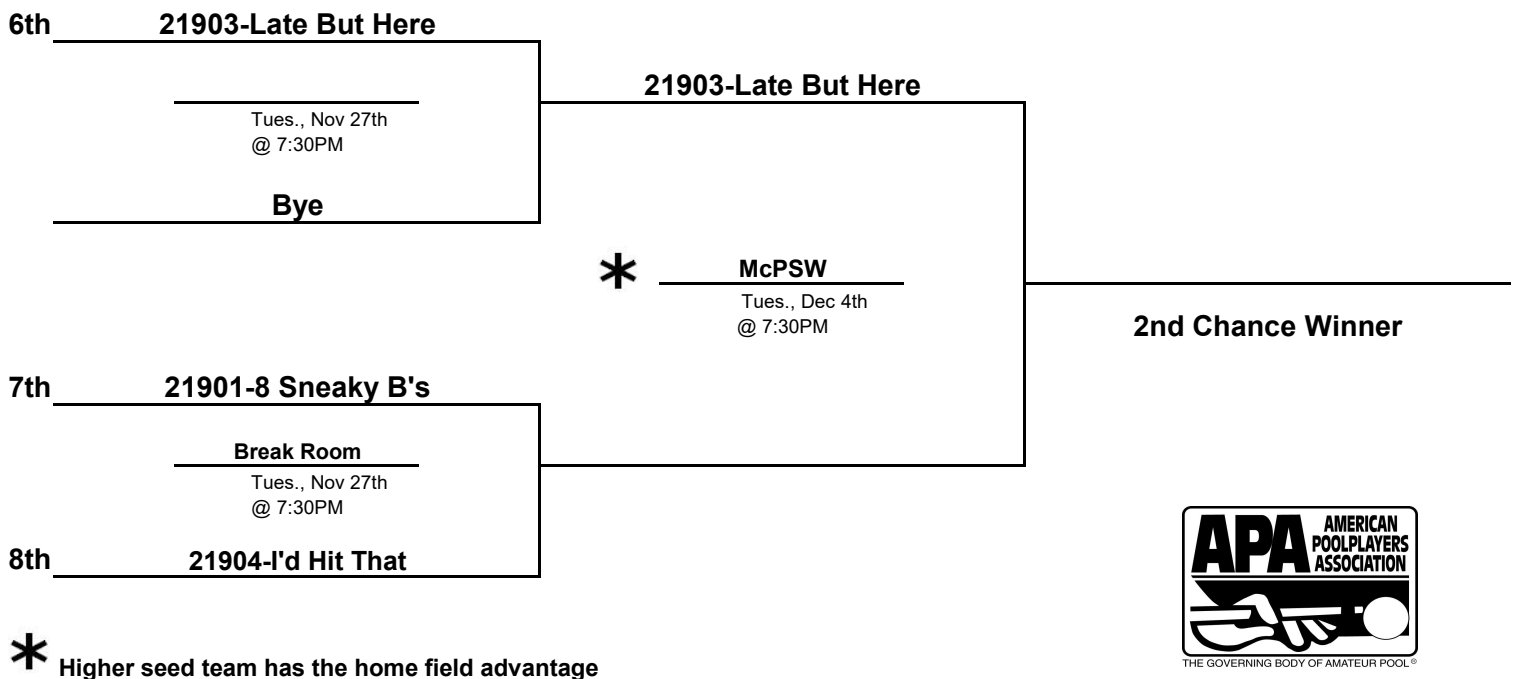 6th 21903-Late But Here
21903-Late But Here
Tues., Nov 27th
@ 7:30PM
Bye
* McPSW
Tues., Dec 4th
@ 7:30PM
2nd Chance Winner
7th 21901-8 Sneaky B's
Break Room
Tues., Nov 27th
@ 7:30PM
8th 21904-I'd Hit That
* Higher seed team has the home field advantage
APA
AMERICAN
POOLPLAYERS
ASSOCIATION
THE GOVERNING BODY OF AMATEUR POOL®